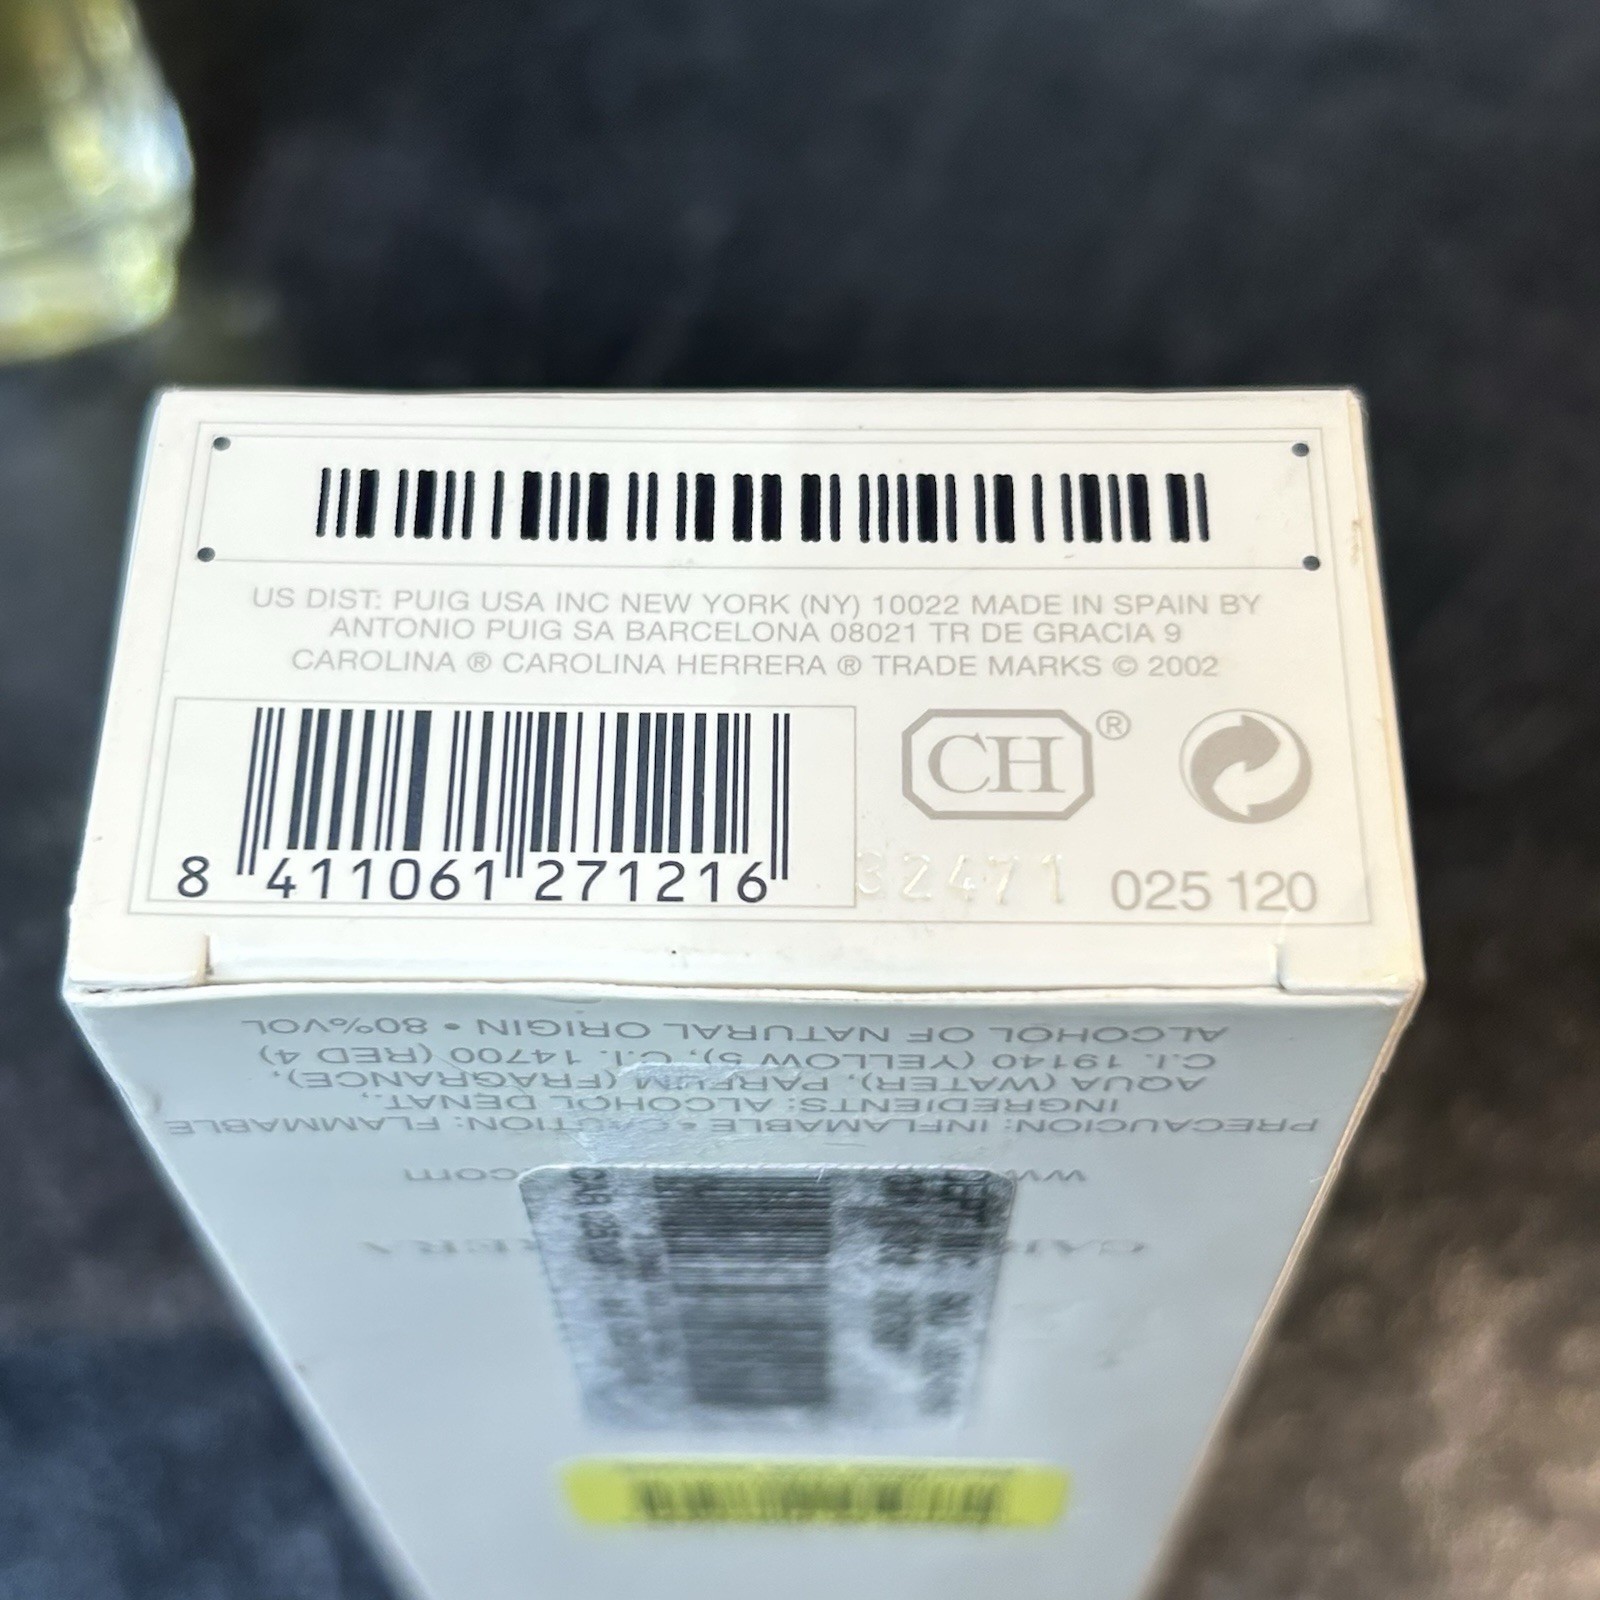 US DIST: PUIG USA INC NEW YORK (NY) 10022 MADE IN SPAIN BY
ANTONIO PUIG SA BARCELONA 08021 TR DE GRACIA 9
CAROLINA ® CAROLINA HERRERA ® TRADE MARKS © 2002
CH ®
8 411061 271216
32471
025 120
PRECAUCION: INFLAMABLE • CAUTION: FLAMMABLE
INGREDIENTS: ALCOHOL DENAT.,
AQUA (WATER), PARFUM (FRAGRANCE),
C.I. 19140 (YELLOW 5), C.I. 14700 (RED 4)
ALCOHOL OF NATURAL ORIGIN • 80%VOL